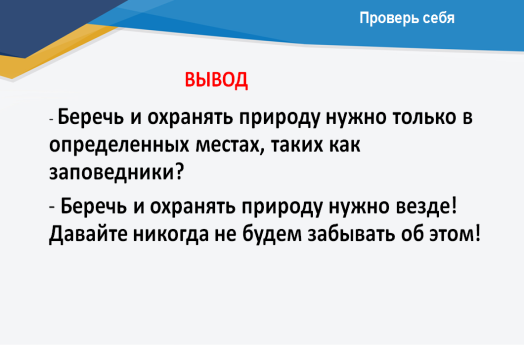 Проверь себя
ВЫВОД
- Беречь и охранять природу нужно только в
определенных местах, таких как
заповедники?
- Беречь и охранять природу нужно везде!
Давайте никогда не будем забывать об этом!